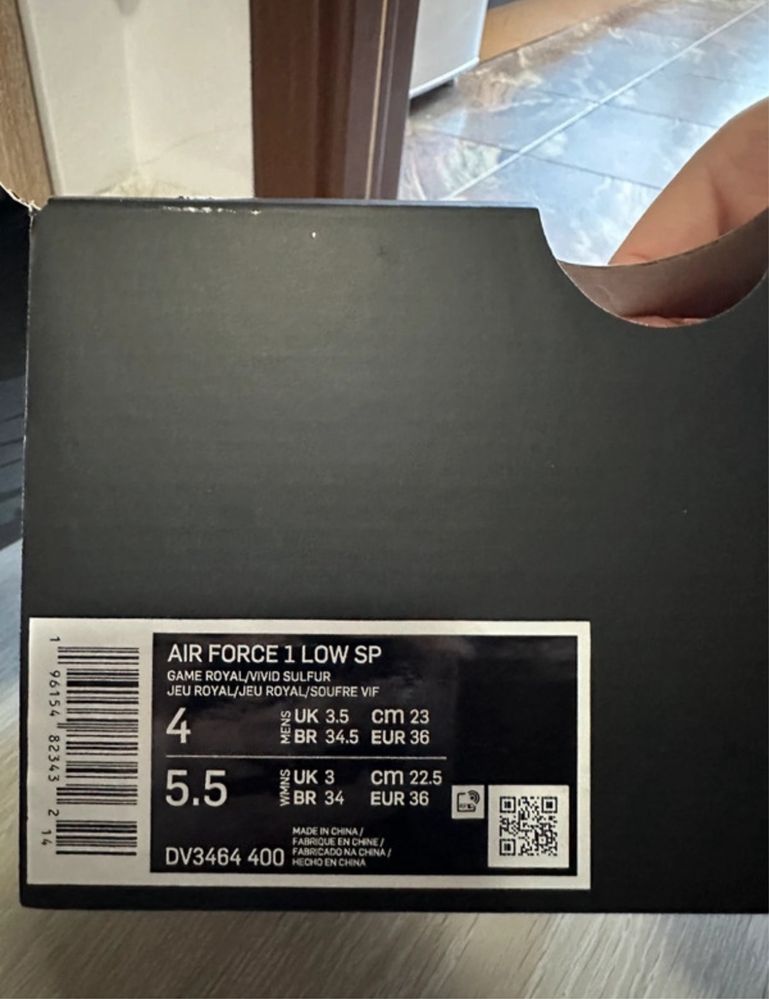 AIR FORCE 1 LOW SP
GAME ROYAL/VIVID SULFUR
JEU ROYAL/JEU ROYAL/SOUFRE VIF
4 MENS UK 3.5 cm 23
BR 34.5 EUR 36
5.5 WMNS UK 3 cm 22.5
BR 34 EUR 36
DV3464 400
MADE IN CHINA /
FABRIQUE EN CHINE /
FABRICADO NA CHINA /
HECHO EN CHINA
1 96154 82343 2 14